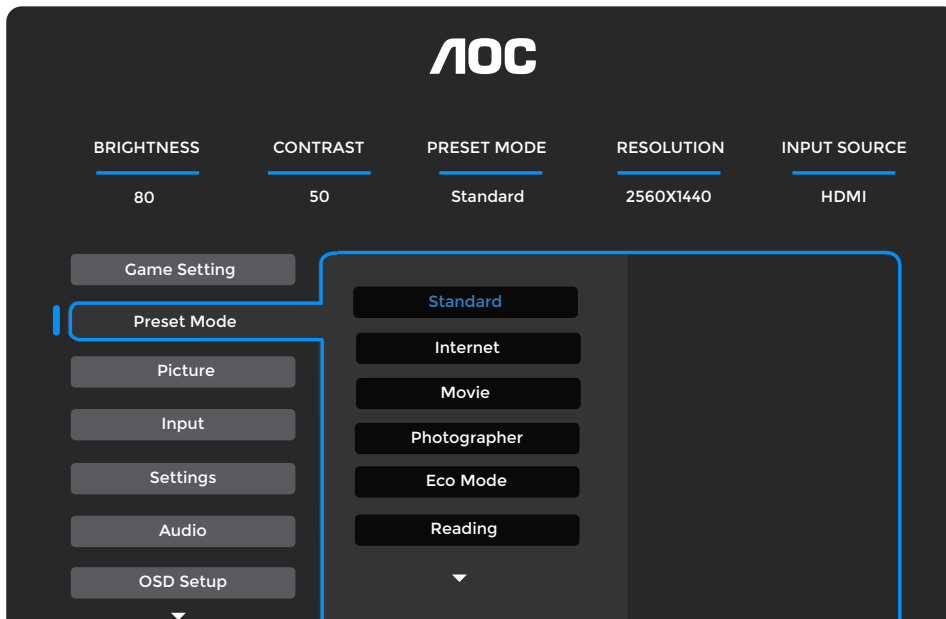 AOC
BRIGHTNESS CONTRAST PRESET MODE RESOLUTION INPUT SOURCE
80 50 Standard 2560X1440 HDMI
Game Setting
Preset Mode
Picture
Input
Settings
Audio
OSD Setup
Standard
Internet
Movie
Photographer
Eco Mode
Reading